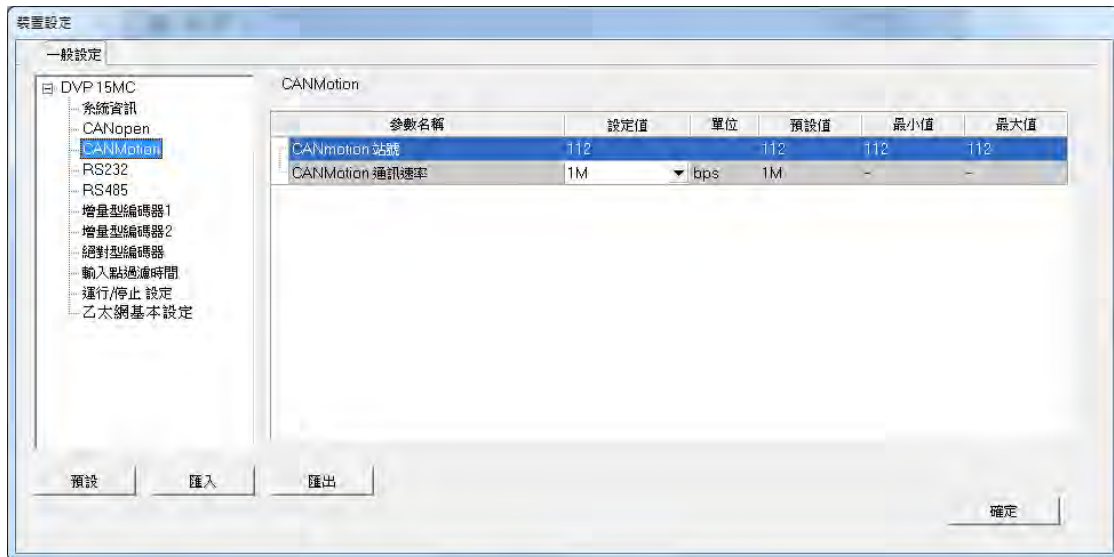 裝置設定
一般設定
DVP 15MC
系統資訊
CANopen
CANMotion
RS232
RS485
增量型編碼器1
增量型編碼器2
絕對型編碼器
輸入點過濾時間
運行/停止 設定
乙太網基本設定
CANMotion
參數名稱 設定值 單位 預設值 最小值 最大值
CANmotion 站號 112 112 112 112
CANMotion 通訊速率 1M bps 1M - -
預設 匯入 匯出
確定